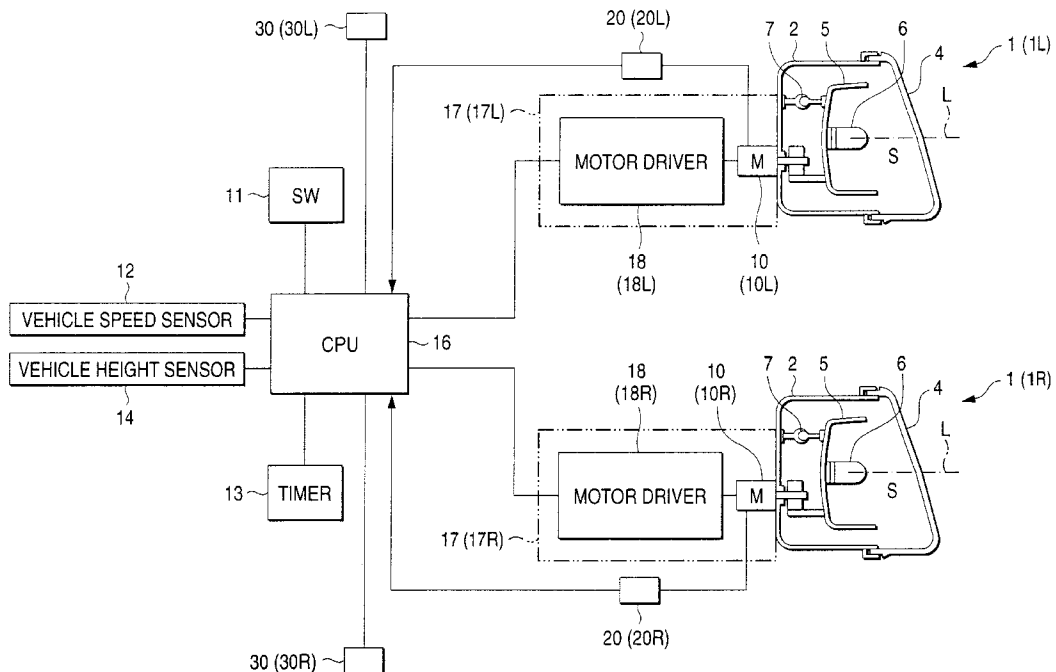 30 (30L)
20 (20L)
7
2
5
6
4
1 (1L)
17 (17L)
L
MOTOR DRIVER
M
S
11
SW
18
(18L)
10
(10L)
12
VEHICLE SPEED SENSOR
CPU
16
VEHICLE HEIGHT SENSOR
14
18
(18R)
10
(10R)
7
2
5
6
4
1 (1R)
L
13
TIMER
MOTOR DRIVER
M
S
17 (17R)
20 (20R)
30 (30R)